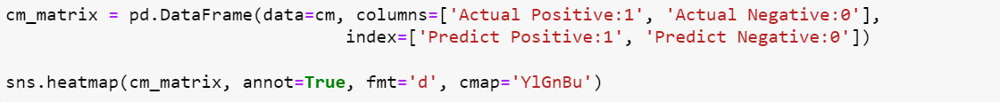 cm_matrix = pd.DataFrame(data=cm, columns=['Actual Positive:1', 'Actual Negative:0'],
index=['Predict Positive:1', 'Predict Negative:0'])
sns.heatmap(cm_matrix, annot=True, fmt='d', cmap='YlGnBu')